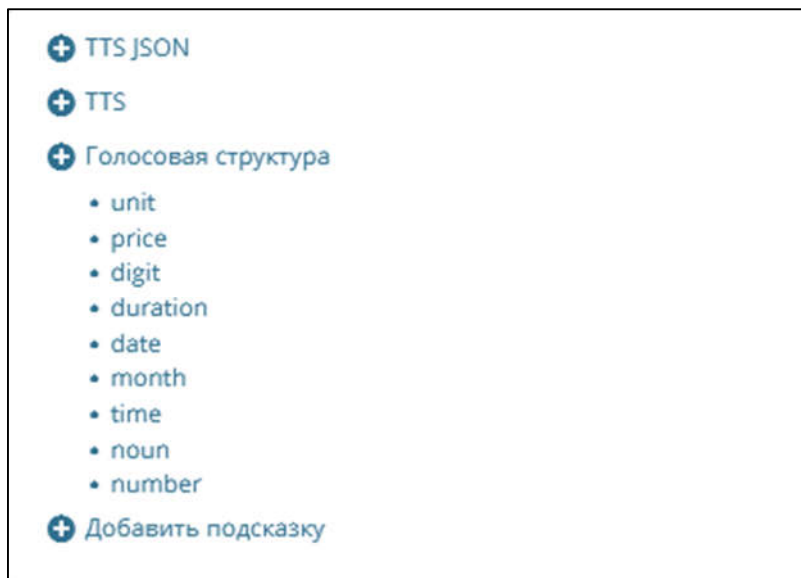 TTS JSON
TTS
Голосовая структура
unit
price
digit
duration
date
month
time
noun
number
Добавить подсказку